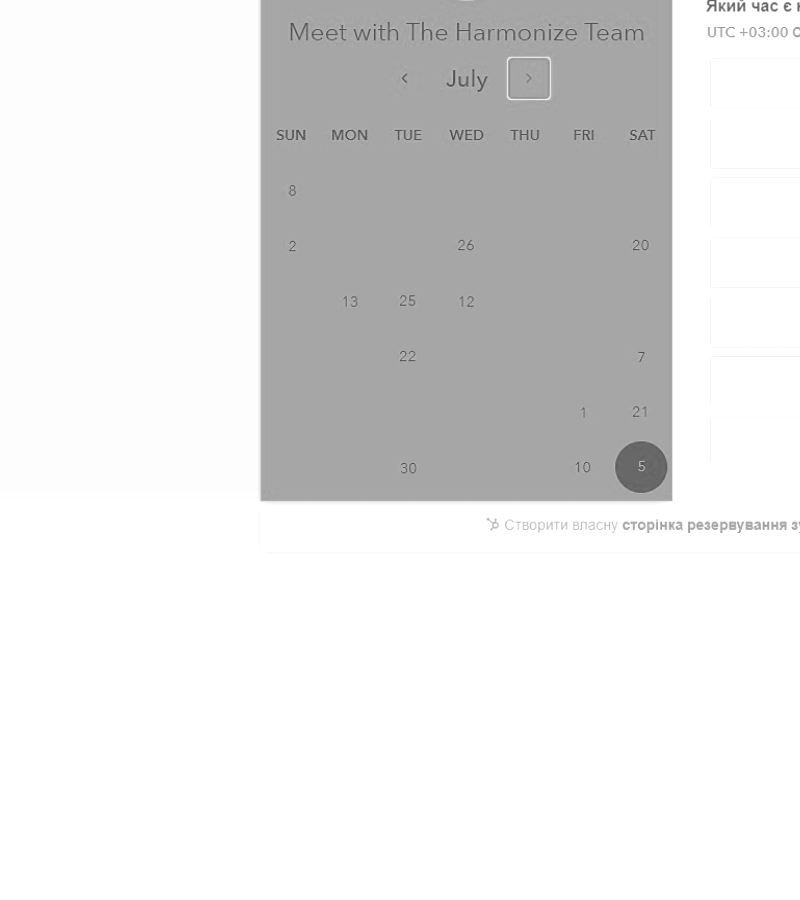 Який час є
UTC +03:00
Meet with The Harmonize Team
July
SUN MON TUE WED THU FRI SAT
8
2 26 20
13 25 12
22 7
1 21
30 10 5
Створити власну сторінка резервування